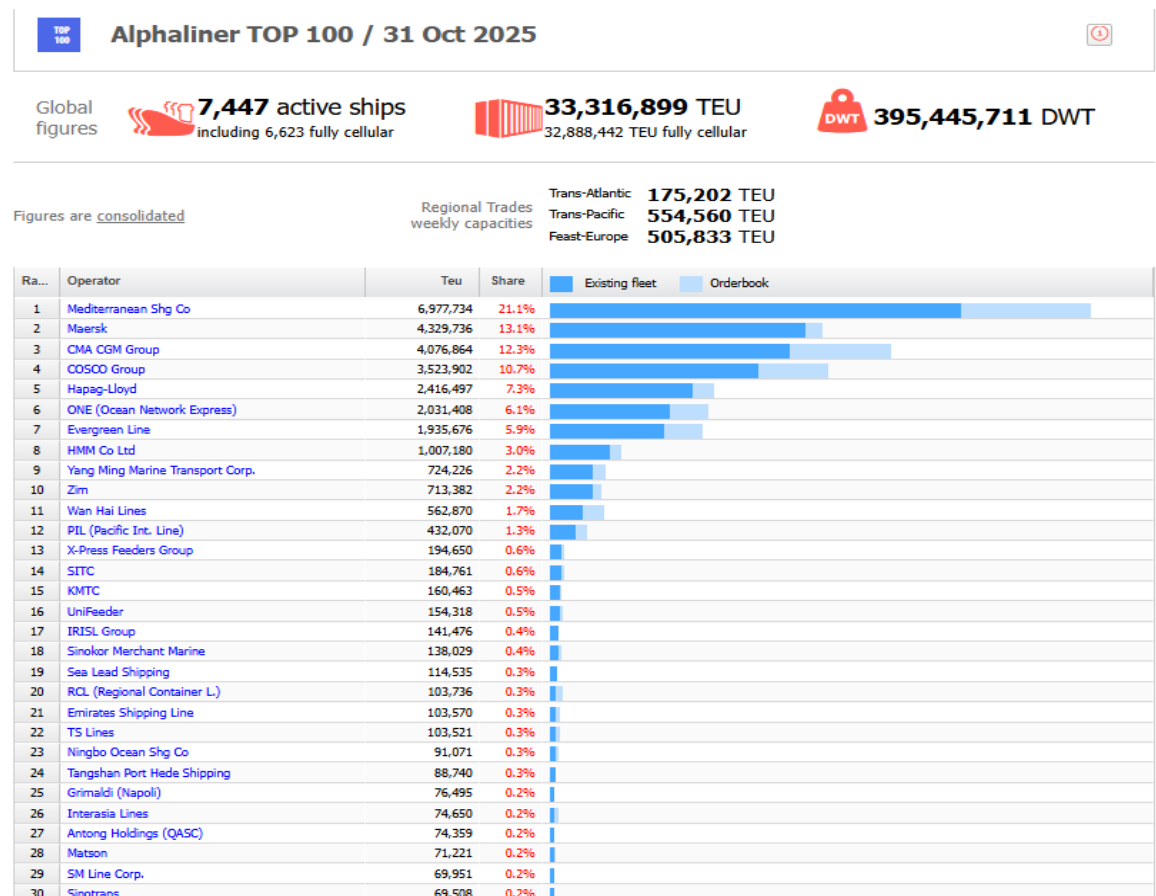 TOP
100
Alphaliner TOP 100 / 31 Oct 2025
1
Global
figures
7,447 active ships
including 6,623 fully cellular
33,316,899 TEU
32,888,442 TEU fully cellular
DWT
395,445,711 DWT
Figures are consolidated
Regional Trades
weekly capacities
Trans-Atlantic 175,202 TEU
Trans-Pacific 554,560 TEU
Feast-Europe 505,833 TEU
Ra... Operator Teu Share Existing fleet Orderbook
1 Mediterranean Shg Co 6,977,734 21.1%
2 Maersk 4,329,736 13.1%
3 CMA CGM Group 4,076,864 12.3%
4 COSCO Group 3,523,902 10.7%
5 Hapag-Lloyd 2,416,497 7.3%
6 ONE (Ocean Network Express) 2,031,408 6.1%
7 Evergreen Line 1,935,676 5.9%
8 HMM Co Ltd 1,007,180 3.0%
9 Yang Ming Marine Transport Corp. 724,226 2.2%
10 Zim 713,382 2.2%
11 Wan Hai Lines 562,870 1.7%
12 PIL (Pacific Int. Line) 432,070 1.3%
13 X-Press Feeders Group 194,650 0.6%
14 SITC 184,761 0.6%
15 KMTC 160,463 0.5%
16 UniFeeder 154,318 0.5%
17 IRISL Group 141,476 0.4%
18 Sinokor Merchant Marine 138,029 0.4%
19 Sea Lead Shipping 114,535 0.3%
20 RCL (Regional Container L.) 103,736 0.3%
21 Emirates Shipping Line 103,570 0.3%
22 TS Lines 103,521 0.3%
23 Ningbo Ocean Shg Co 91,071 0.3%
24 Tangshan Port Hede Shipping 88,740 0.3%
25 Grimaldi (Napoli) 76,495 0.2%
26 Interasia Lines 74,650 0.2%
27 Antong Holdings (QASC) 74,359 0.2%
28 Matson 71,221 0.2%
29 SM Line Corp. 69,951 0.2%
30 Sinotrans 69,508 0.2%